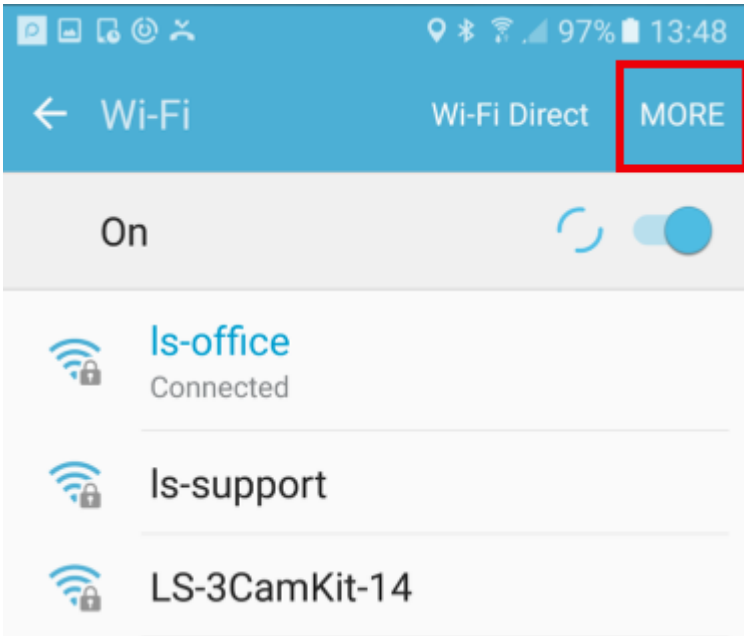 97% 13:48
Wi-Fi Wi-Fi Direct MORE
On
ls-office
Connected
ls-support
LS-3CamKit-14